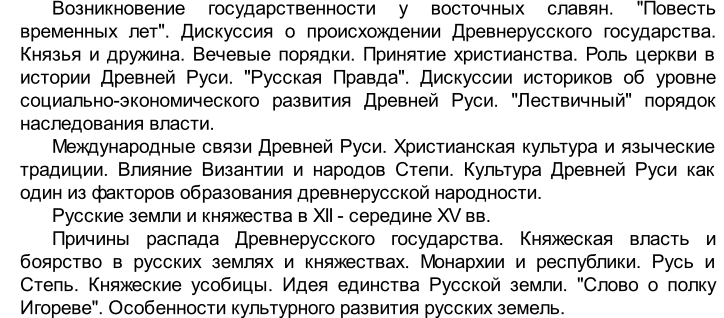 Возникновение государственности у восточных славян. "Повесть
временных лет". Дискуссия о происхождении Древнерусского государства.
Князья и дружина. Вечевые порядки. Принятие христианства. Роль церкви в
истории Древней Руси. "Русская Правда". Дискуссии историков об уровне
социально-экономического развития Древней Руси. "Лествичный" порядок
наследования власти.
Международные связи Древней Руси. Христианская культура и языческие
традиции. Влияние Византии и народов Степи. Культура Древней Руси как
один из факторов образования древнерусской народности.
Русские земли и княжества в XII - середине XV вв.
Причины распада Древнерусского государства. Княжеская власть и
боярство в русских землях и княжествах. Монархии и республики. Русь и
Степь. Княжеские усобицы. Идея единства Русской земли. "Слово о полку
Игореве". Особенности культурного развития русских земель.